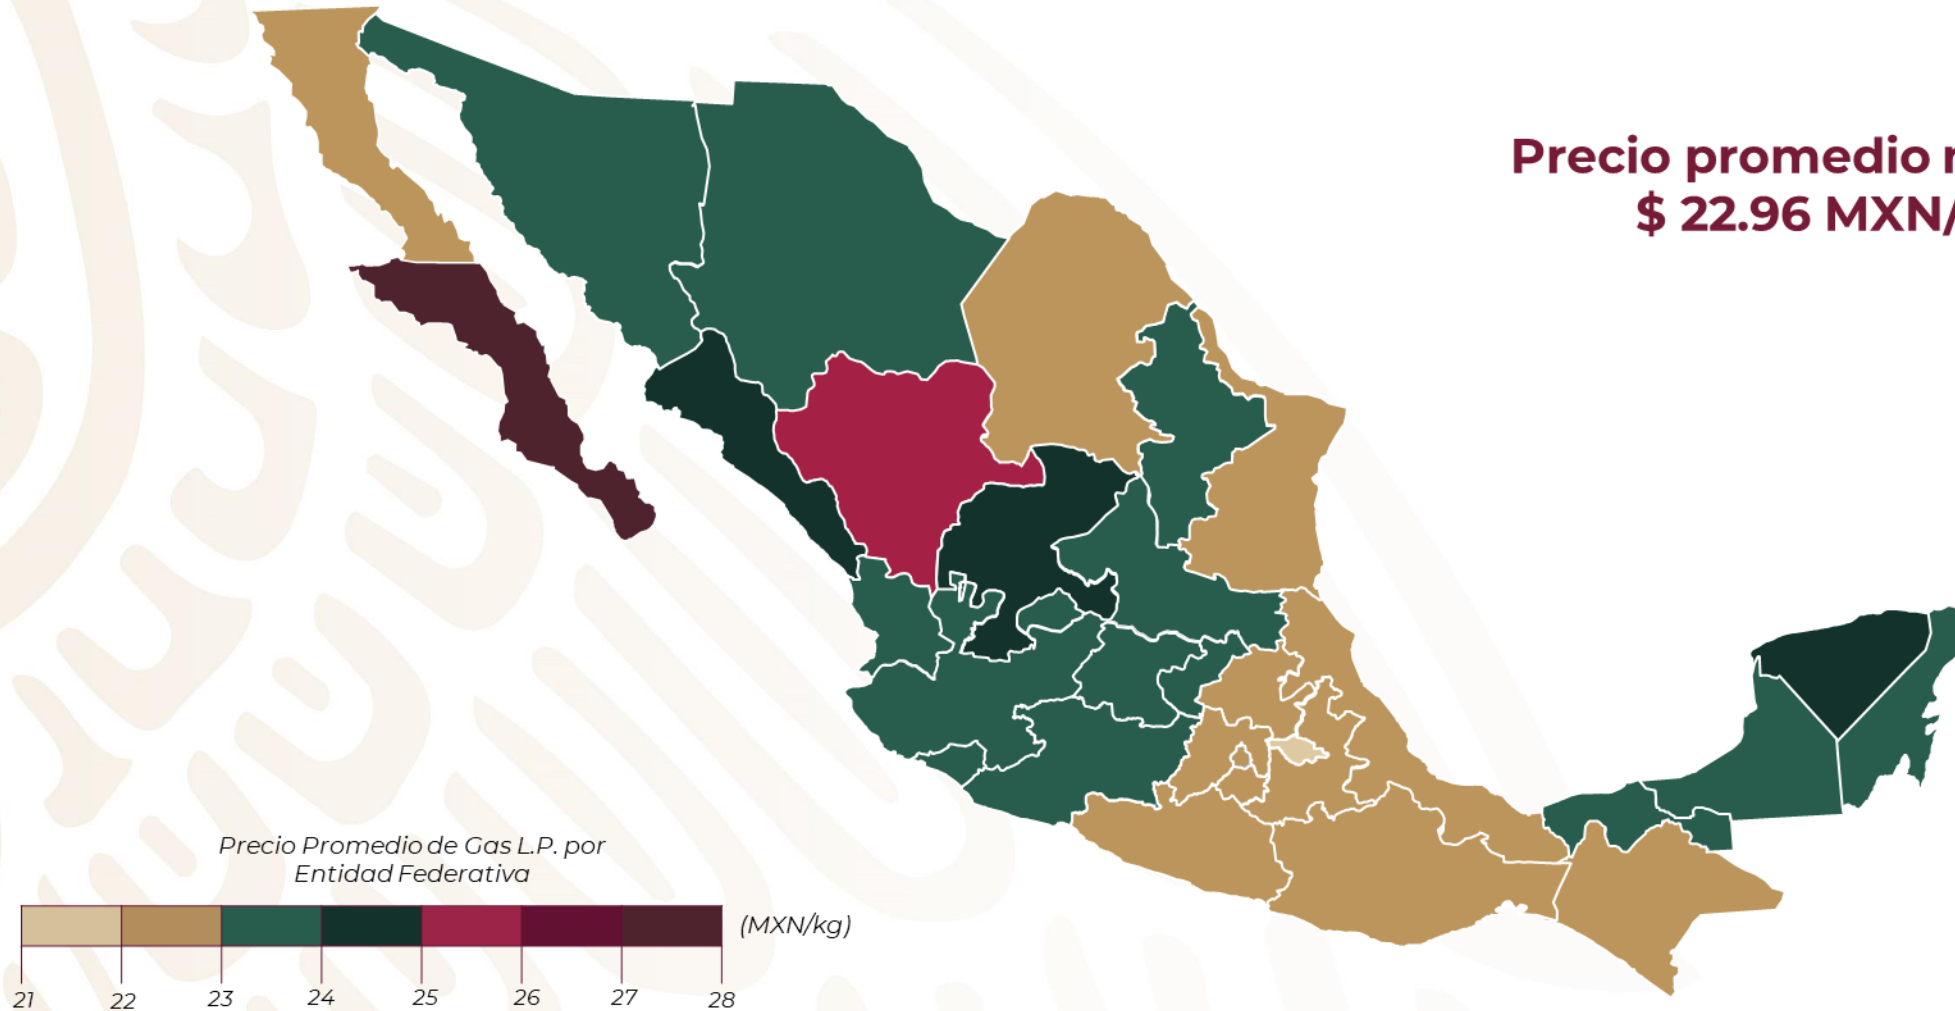 Precio promedio
$ 22.96 MXN/
Precio Promedio de Gas L.P. por
Entidad Federativa
(MXN/kg)
21 22 23 24 25 26 27 28